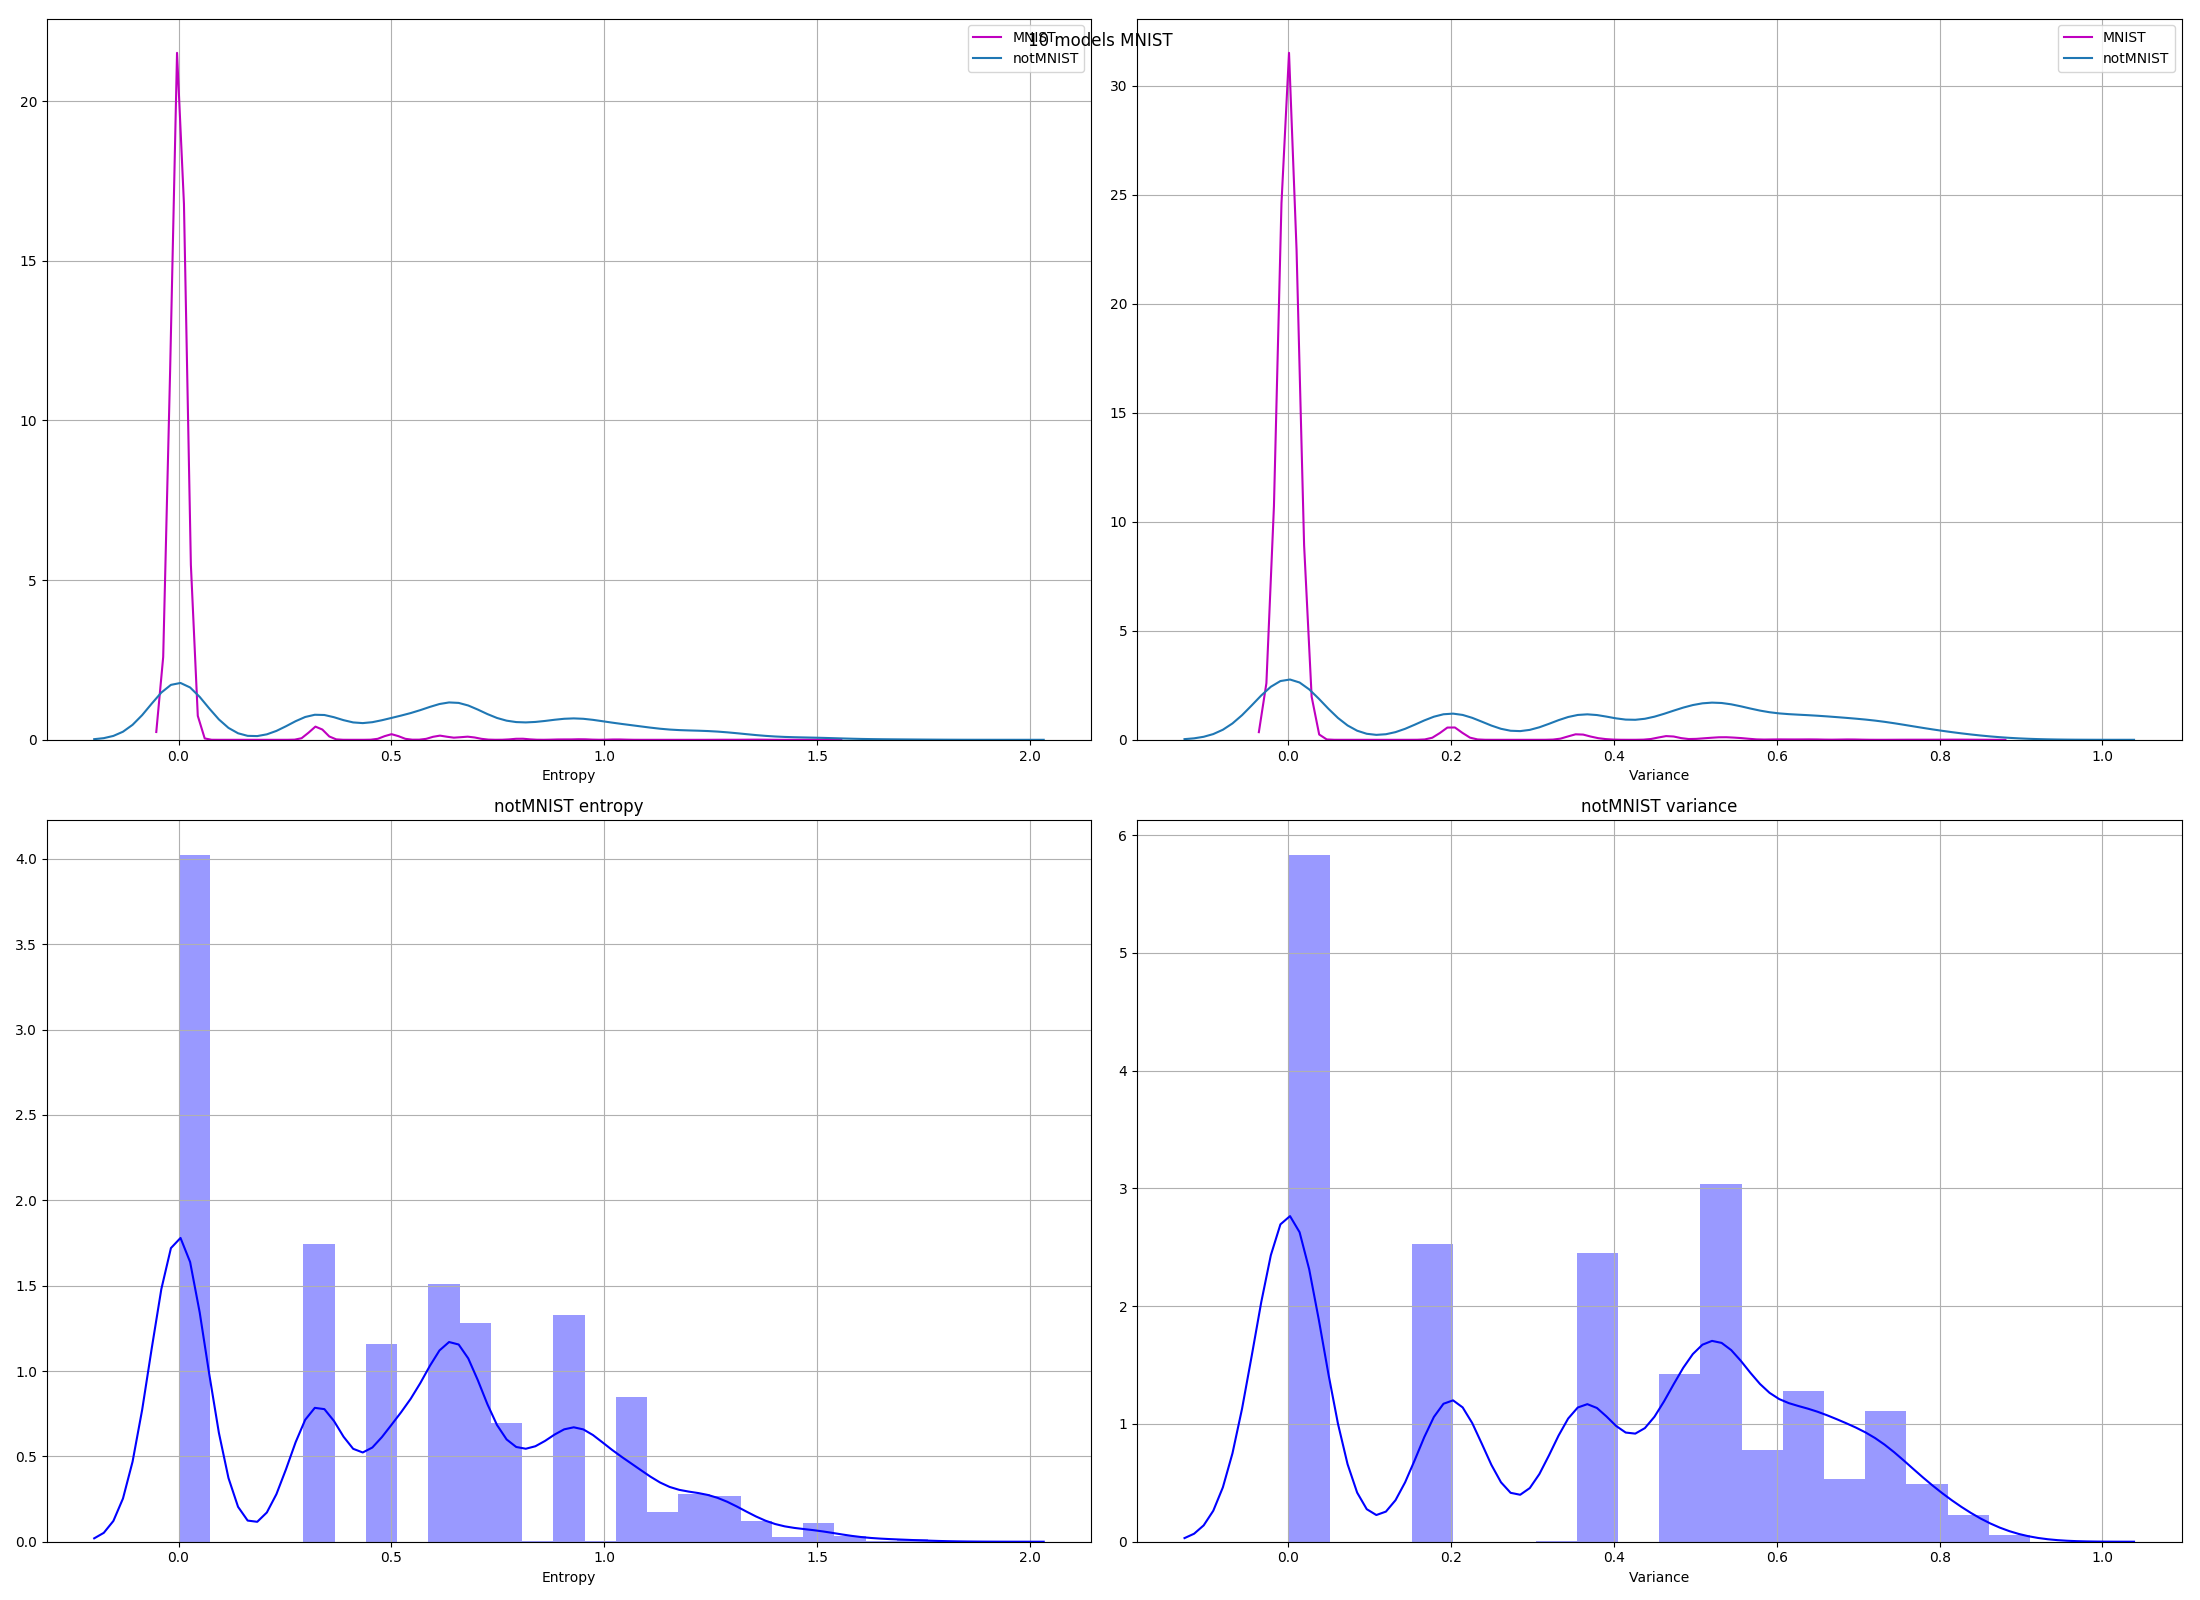 10 models MNIST
MNIST
notMNIST
20
15
10
5
0
0.0 0.5 1.0 1.5 2.0
Entropy
MNIST
notMNIST
30
25
20
15
10
5
0
0.0 0.2 0.4 0.6 0.8 1.0
Variance
notMNIST entropy
4.0
3.5
3.0
2.5
2.0
1.5
1.0
0.5
0.0
0.0 0.5 1.0 1.5 2.0
Entropy
notMNIST variance
6
5
4
3
2
1
0
0.0 0.2 0.4 0.6 0.8 1.0
Variance